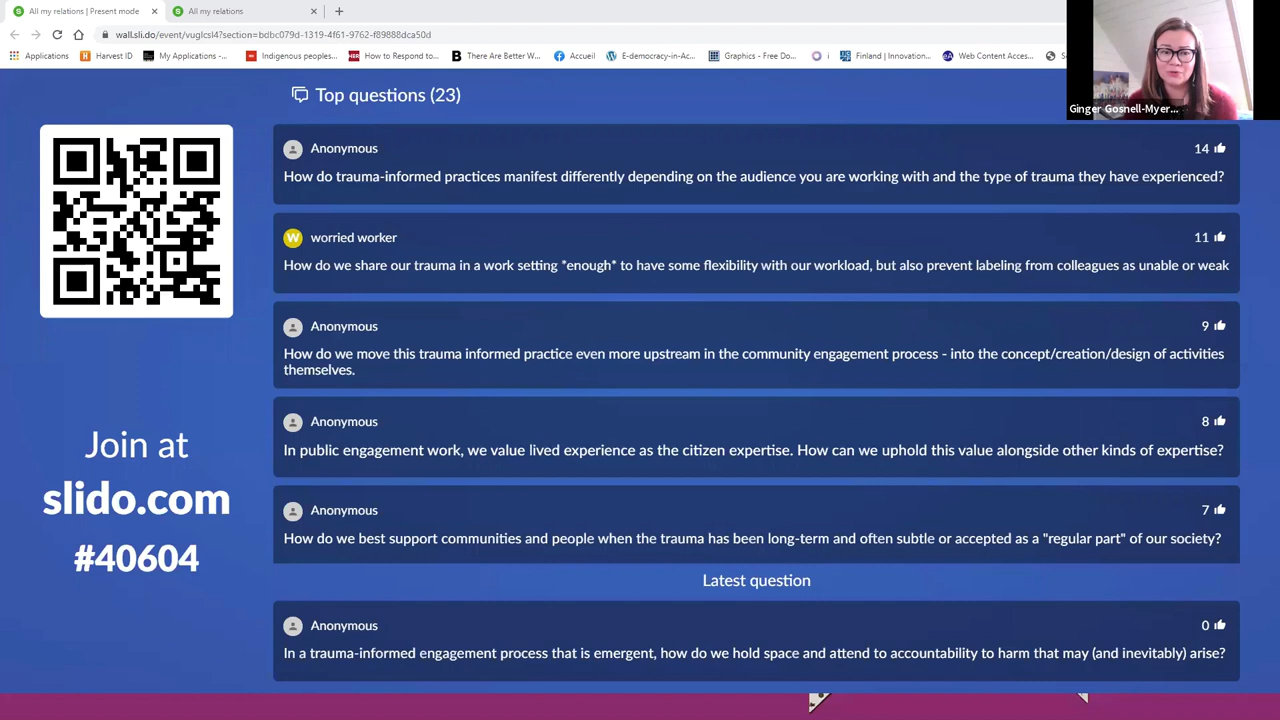 All my relations | Present mode
All my relations
wall.sli.do/event/vuglcsl4?section=bdbc079d-1319-4f61-9762-f89888dca50d
Applications
Harvest ID
My Applications -...
Indigenous peoples...
How to Respond to...
There Are Better W...
Accueil
E-democracy-in-Ac...
Graphics - Free Do...
i
Finland | Innovation...
Web Content Acces...
Ginger Gosnell-Myer...
Top questions (23)
Anonymous
14
How do trauma-informed practices manifest differently depending on the audience you are working with and the type of trauma they have experienced?
W
worried worker
11
How do we share our trauma in a work setting *enough* to have some flexibility with our workload, but also prevent labeling from colleagues as unable or weak
Anonymous
9
How do we move this trauma informed practice even more upstream in the community engagement process - into the concept/creation/design of activities
themselves.
Anonymous
8
In public engagement work, we value lived experience as the citizen expertise. How can we uphold this value alongside other kinds of expertise?
Anonymous
7
How do we best support communities and people when the trauma has been long-term and often subtle or accepted as a "regular part" of our society?
Latest question
Anonymous
0
In a trauma-informed engagement process that is emergent, how do we hold space and attend to accountability to harm that may (and inevitably) arise?
Join at
slido.com
#40604